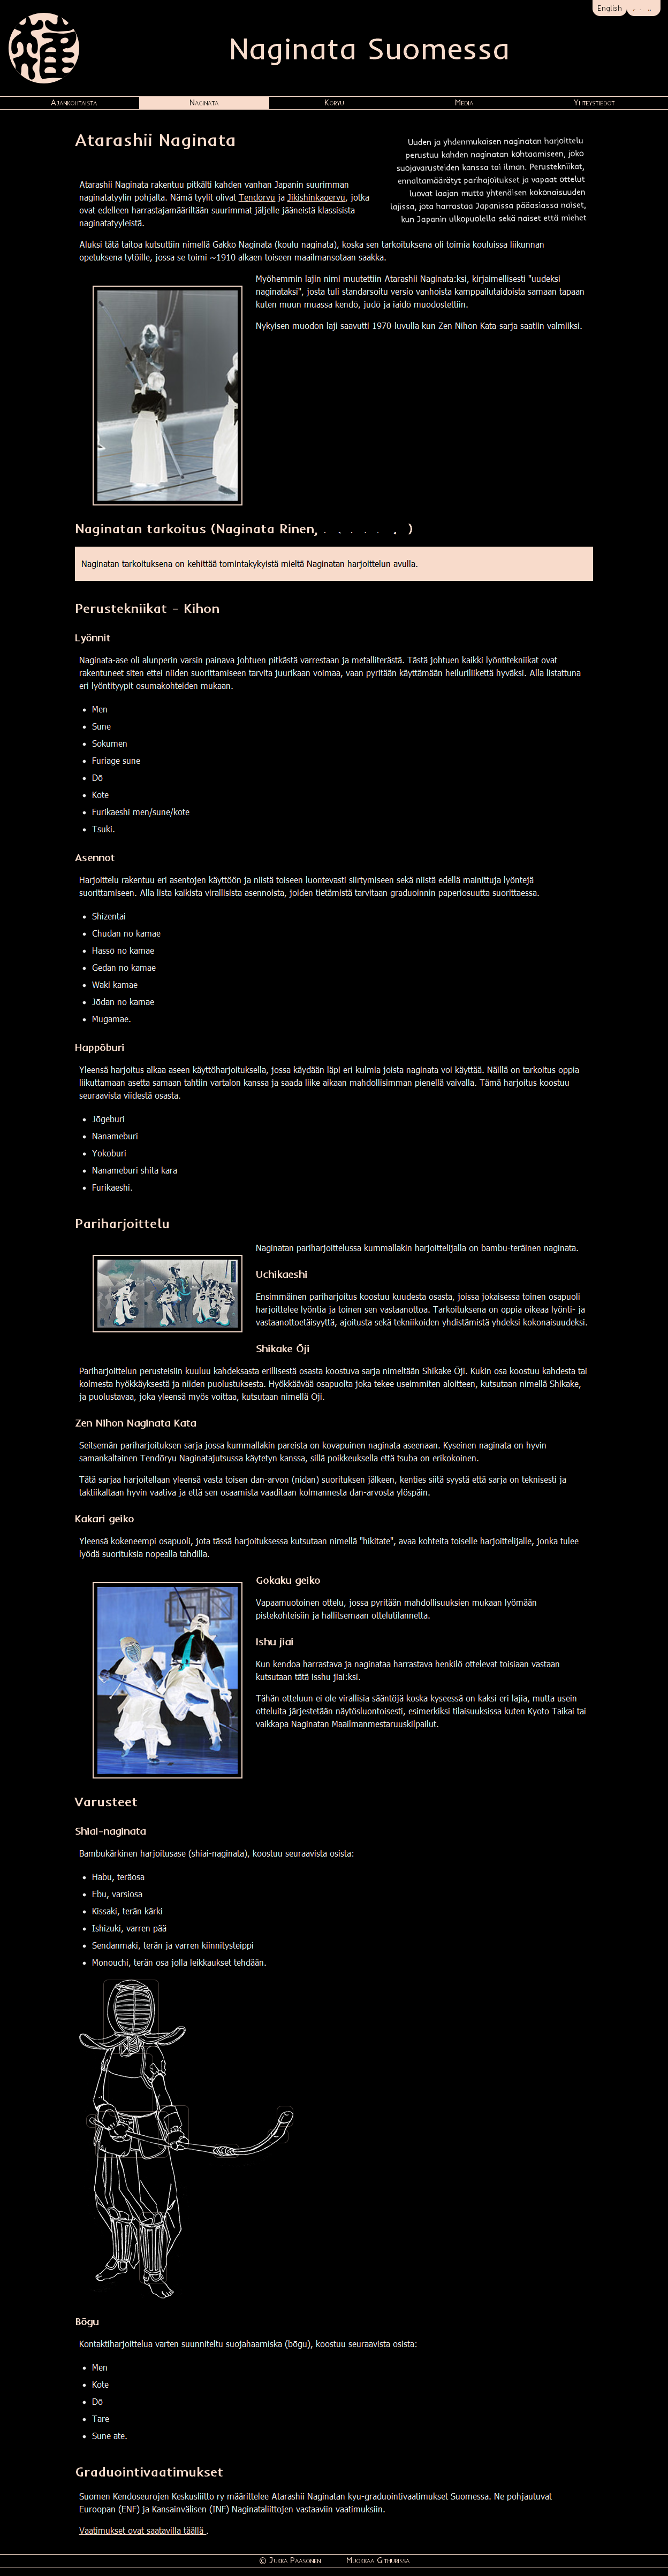 English
Naginata Suomessa
Ajankohtaista Naginata Koryu Media Yhteystiedot
Atarashii Naginata
Uuden ja yhdenmukaisen naginatan harjoittelu
perustuu kahden naginatan kohtaamiseen, joko
suojavarusteiden kanssa tai ilman. Perustekniikat,
ennaltamäärätyt pariharjoitukset ja vapaat ottelut
luovat laajan mutta yhtenäisen kokonaisuuden
lajissa, jota harrastaa Japanissa pääasiassa naiset,
kun Japanin ulkopuolella sekä naiset että miehet
Atarashii Naginata rakentuu pitkälti kahden vanhan Japanin suurimman
naginatatyylin pohjalta. Nämä tyylit olivat Tendōryū ja Jikishinkageryū, jotka
ovat edelleen harrastajamääriltään suurimmat jäljelle jääneistä klassisista
naginatatyyleistä.
Aluksi tätä taitoa kutsuttiin nimellä Gakkō Naginata (koulu naginata), koska sen tarkoituksena oli toimia kouluissa liikunnan
opetuksena tytöille, jossa se toimi ~1910 alkaen toiseen maailmansotaan saakka.
Myöhemmin lajin nimi muutettiin Atarashii Naginata:ksi, kirjaimellisesti "uudeksi
naginataksi", josta tuli standarsoitu versio vanhoista kamppailutaidoista samaan tapaan
kuten muun muassa kendō, judō ja iaidō muodostettiin.
Nykyisen muodon laji saavutti 1970-luvulla kun Zen Nihon Kata-sarja saatiin valmiiksi.
Naginatan tarkoitus (Naginata Rinen, )
Naginatan tarkoituksena on kehittää tomintakykyistä mieltä Naginatan harjoittelun avulla.
Perustekniikat - Kihon
Lyönnit
Naginata-ase oli alunperin varsin painava johtuen pitkästä varrestaan ja metalliterästä. Tästä johtuen kaikki lyöntitekniikat ovat
rakentuneet siten ettei niiden suorittamiseen tarvita juurikaan voimaa, vaan pyritään käyttämään heiluriliikettä hyväksi. Alla listattuna
eri lyöntityypit osumakohteiden mukaan.
Men
Sune
Sokumen
Furiage sune
Dō
Kote
Furikaeshi men/sune/kote
Tsuki.
Asennot
Harjoittelu rakentuu eri asentojen käyttöön ja niistä toiseen luontevasti siirtymiseen sekä niistä edellä mainittuja lyöntejä
suorittamiseen. Alla lista kaikista virallisista asennoista, joiden tietämistä tarvitaan graduoinnin paperiosuutta suorittaessa.
Shizentai
Chudan no kamae
Hassō no kamae
Gedan no kamae
Waki kamae
Jōdan no kamae
Mugamae.
Happōburi
Yleensä harjoitus alkaa aseen käyttöharjoituksella, jossa käydään läpi eri kulmia joista naginata voi käyttää. Näillä on tarkoitus oppia
liikuttamaan asetta samaan tahtiin vartalon kanssa ja saada liike aikaan mahdollisimman pienellä vaivalla. Tämä harjoitus koostuu
seuraavista viidestä osasta.
Jōgeburi
Nanameburi
Yokoburi
Nanameburi shita kara
Furikaeshi.
Pariharjoittelu
Naginatan pariharjoittelussa kummallakin harjoittelijalla on bambu-teräinen naginata.
Uchikaeshi
Ensimmäinen pariharjoitus koostuu kuudesta osasta, joissa jokaisessa toinen osapuoli
harjoittelee lyöntiä ja toinen sen vastaanottoa. Tarkoituksena on oppia oikeaa lyönti- ja
vastaanottoetäisyyttä, ajoitusta sekä tekniikoiden yhdistämistä yhdeksi kokonaisuudeksi.
Shikake Ōji
Pariharjoittelun perusteisiin kuuluu kahdeksasta erillisestä osasta koostuva sarja nimeltään Shikake Ōji. Kukin osa koostuu kahdesta tai
kolmesta hyökkäyksestä ja niiden puolustuksesta. Hyökkäävää osapuolta joka tekee useimmiten aloitteen, kutsutaan nimellä Shikake,
ja puolustavaa, joka yleensä myös voittaa, kutsutaan nimellä Oji.
Zen Nihon Naginata Kata
Seitsemän pariharjoituksen sarja jossa kummallakin pareista on kovapuinen naginata aseenaan. Kyseinen naginata on hyvin
samankaltainen Tendōryu Naginatajutsussa käytetyn kanssa, sillä poikkeuksella että tsuba on erikokoinen.
Tätä sarjaa harjoitellaan yleensä vasta toisen dan-arvon (nidan) suorituksen jälkeen, kenties siitä syystä että sarja on teknisesti ja
taktiikaltaan hyvin vaativa ja että sen osaamista vaaditaan kolmannesta dan-arvosta ylöspäin.
Kakari geiko
Yleensä kokeneempi osapuoli, jota tässä harjoituksessa kutsutaan nimellä "hikitate", avaa kohteita toiselle harjoittelijalle, jonka tulee
lyödä suorituksia nopealla tahdilla.
Gokaku geiko
Vapaamuotoinen ottelu, jossa pyritään mahdollisuuksien mukaan lyömään
pistekohteisiin ja hallitsemaan ottelutilannetta.
Ishu jiai
Kun kendoa harrastava ja naginataa harrastava henkilö ottelevat toisiaan vastaan
kutsutaan tätä isshu jiai:ksi.
Tähän otteluun ei ole virallisia sääntöjä koska kyseessä on kaksi eri lajia, mutta usein
otteluita järjestetään näytösluontoisesti, esimerkiksi tilaisuuksissa kuten Kyoto Taikai tai
vaikkapa Naginatan Maailmanmestaruuskilpailut.
Varusteet
Shiai-naginata
Bambukärkinen harjoitusase (shiai-naginata), koostuu seuraavista osista:
Habu, teräosa
Ebu, varsiosa
Kissaki, terän kärki
Ishizuki, varren pää
Sendanmaki, terän ja varren kiinnitysteippi
Monouchi, terän osa jolla leikkaukset tehdään.
Bōgu
Kontaktiharjoittelua varten suunniteltu suojahaarniska (bōgu), koostuu seuraavista osista:
Men
Kote
Dō
Tare
Sune ate.
Graduointivaatimukset
Suomen Kendoseurojen Keskusliitto ry määrittelee Atarashii Naginatan kyu-graduointivaatimukset Suomessa. Ne pohjautuvat
Euroopan (ENF) ja Kansainvälisen (INF) Naginataliittojen vastaaviin vaatimuksiin.
Vaatimukset ovat saatavilla täällä .
© Jukka Paasonen Muokkaa Githubissa